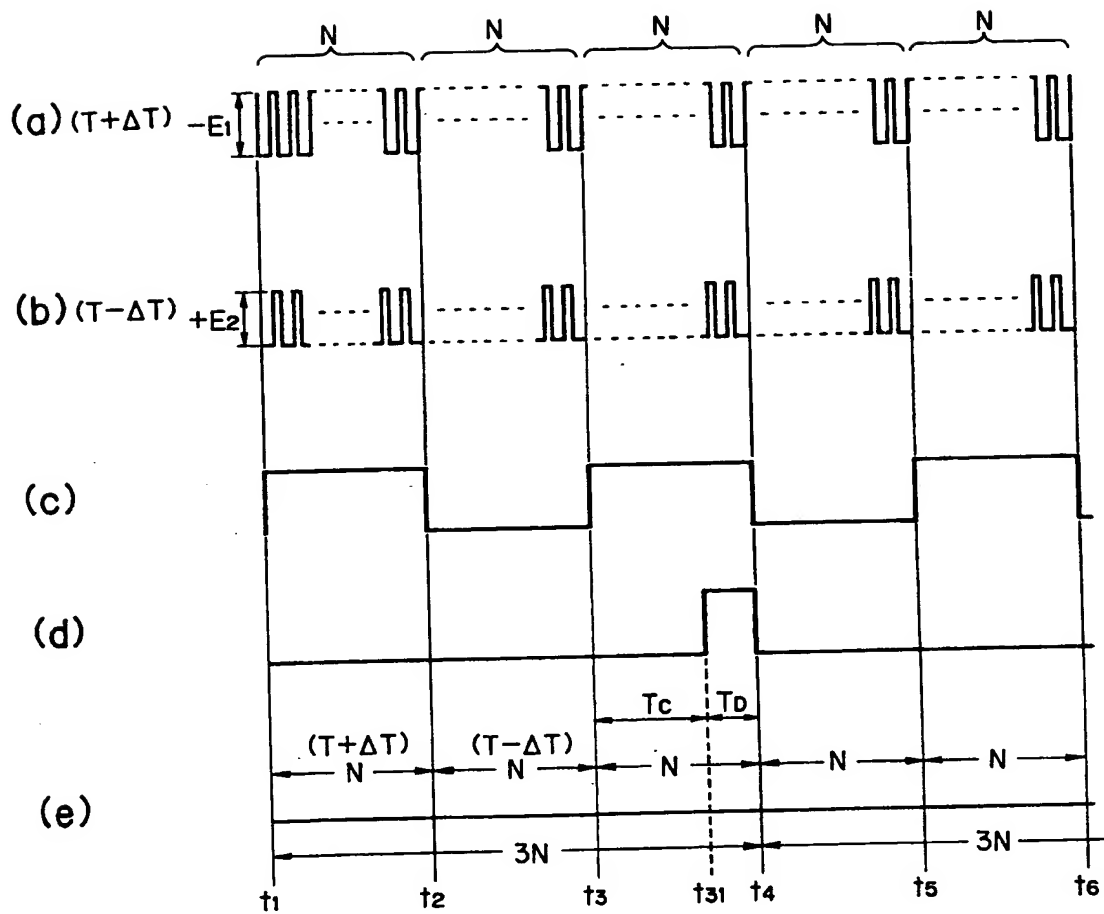 N N N N N
(a) (T+ΔT) -E1
(b) (T-ΔT) +E2
(c)
(d)
TC TD
(T+ΔT) (T-ΔT)
N N N N N
(e)
3N 3N
t1 t2 t3 t31 t4 t5 t6